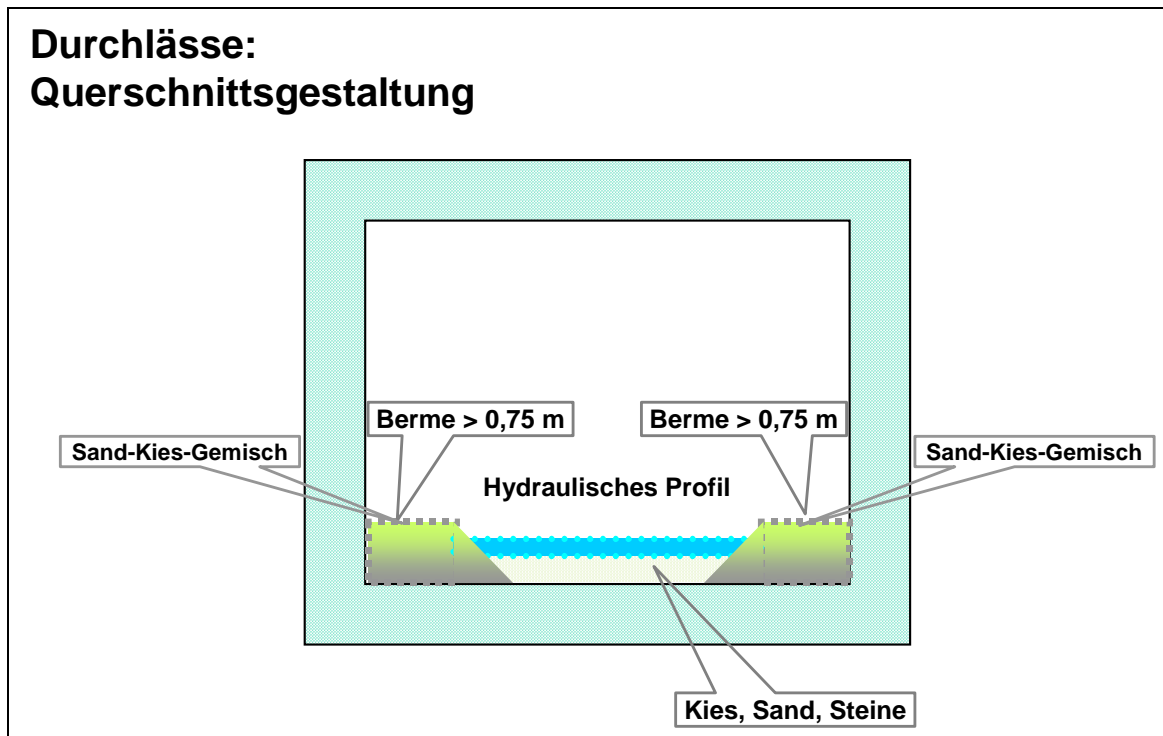 Durchlässe:
Querschnittsgestaltung
Berme > 0,75 m
Berme > 0,75 m
Sand-Kies-Gemisch
Sand-Kies-Gemisch
Hydraulisches Profil
Kies, Sand, Steine